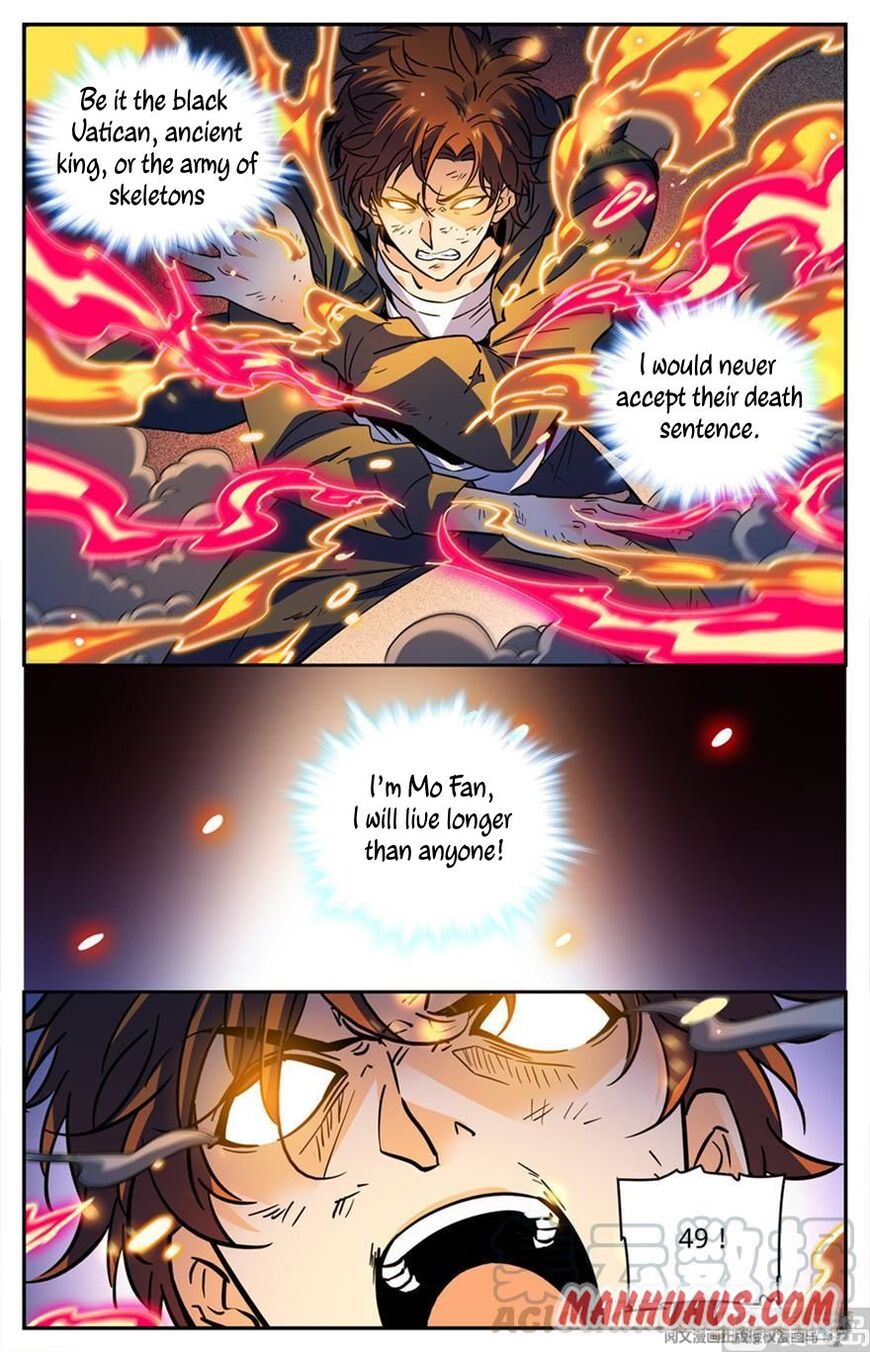 Be it the black
Vatican, ancient
king, or the army of
skeletons
I would never
accept their death
sentence.
I'm Mo Fan,
I will live longer
than anyone!
49 !
MANHUAUS.COM